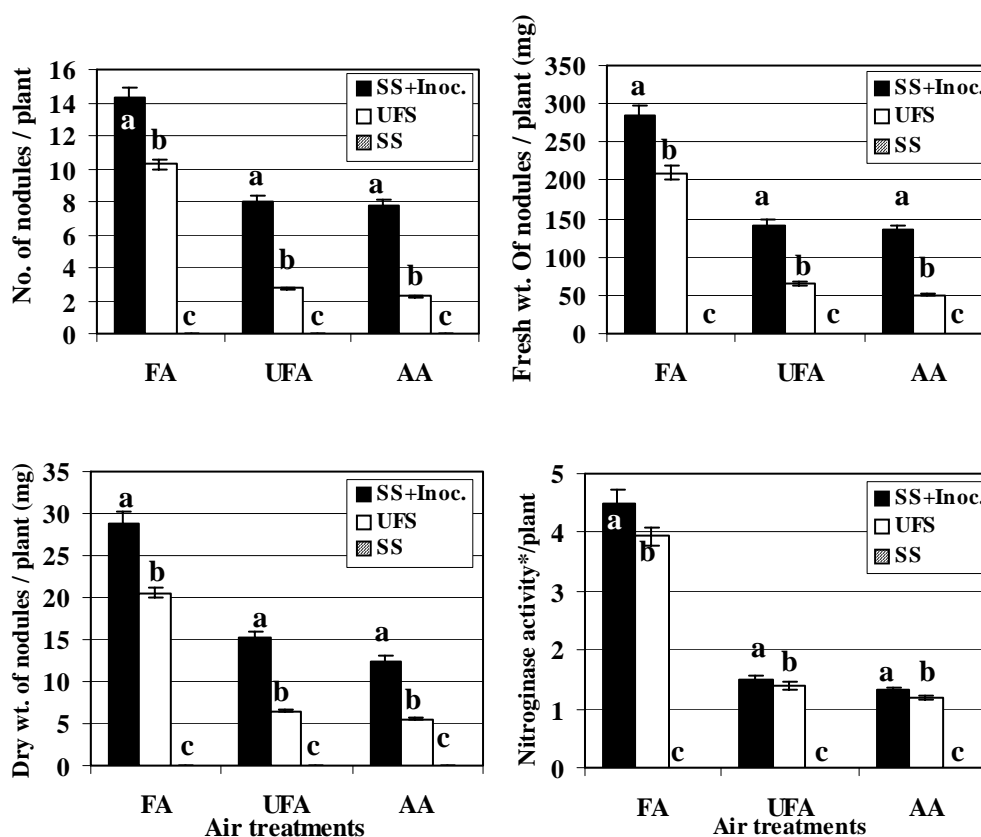 No. of nodules / plant
16
14
12
10
8
6
4
2
0
SS+Inoc.
UFS
SS
a
b
c
a
b
c
a
b
c
FA UFA AA
Fresh wt. Of nodules / plant (mg)
350
300
250
200
150
100
50
0
SS+Inoc.
UFS
SS
a
b
c
a
b
c
a
b
c
FA UFA AA
Dry wt. of nodules / plant (mg)
35
30
25
20
15
10
5
0
SS+Inoc.
UFS
SS
a
b
c
a
b
c
a
b
c
FA UFA AA
Air treatments
Nitroginase activity*/plant
5
4
3
2
1
0
SS+Inoc.
UFS
SS
a
b
c
a
b
c
a
b
c
FA UFA AA
Air treatments